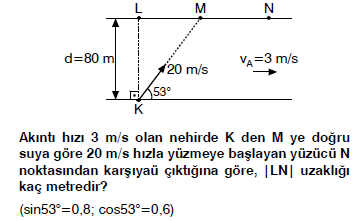 L M N
d=80 m
20 m/s
v_A=3 m/s
53°
K
Akıntı hızı 3 m/s olan nehirde K den M ye doğru
suya göre 20 m/s hızla yüzmeye başlayan yüzücü N
noktasından karşıyaü çıktığına göre, |LN| uzaklığı
kaç metredir?
(sin53°=0,8; cos53°=0,6)